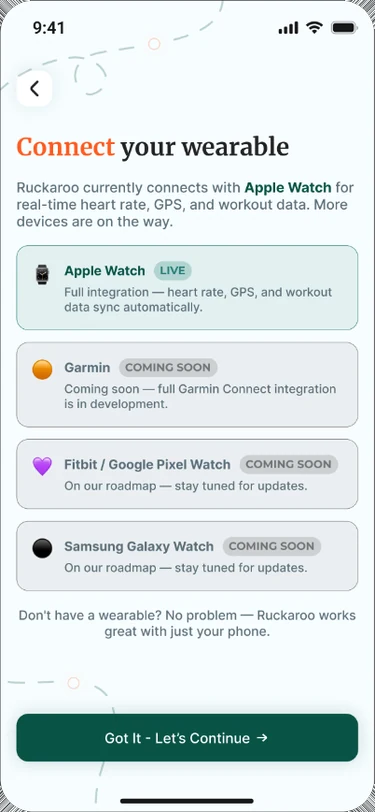 9:41
Connect your wearable
Ruckaroo currently connects with Apple Watch for
real-time heart rate, GPS, and workout data. More
devices are on the way.
Apple Watch LIVE
Full integration — heart rate, GPS, and workout
data sync automatically.
Garmin COMING SOON
Coming soon — full Garmin Connect integration
is in development.
Fitbit / Google Pixel Watch COMING SOON
On our roadmap — stay tuned for updates.
Samsung Galaxy Watch COMING SOON
On our roadmap — stay tuned for updates.
Don't have a wearable? No problem — Ruckaroo works
great with just your phone.
Got It - Let's Continue →